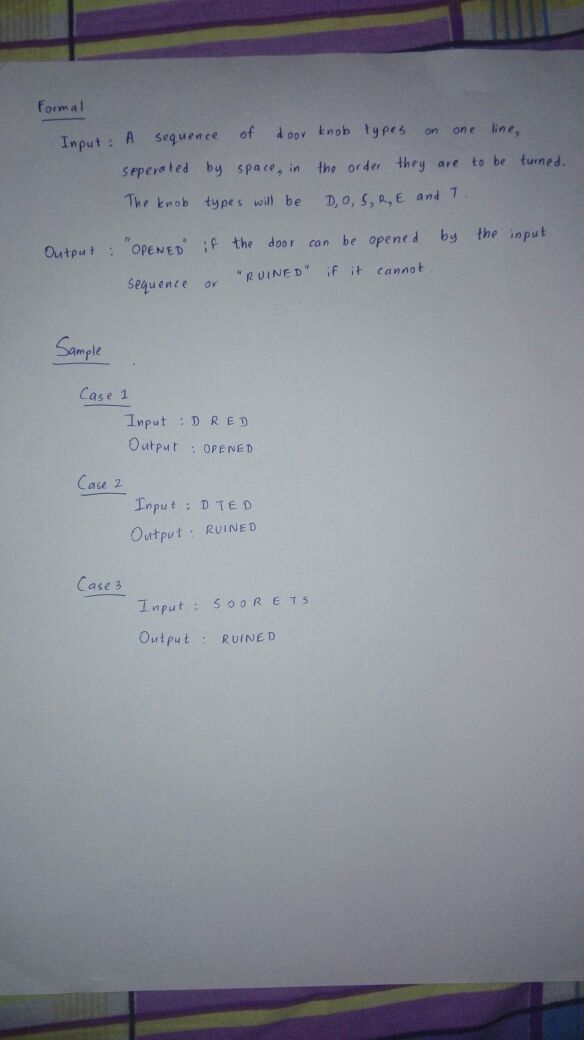 Formal
Input : A sequence of door knob types on one line,
seperated by space, in the order they are to be turned.
The knob types will be D, O, S, R, E and T.
Output : "OPENED" if the door can be opened by the input
sequence or "RUINED" if it cannot.
Sample
Case 1
Input : D R E D
Output : OPENED
Case 2
Input : D T E D
Output : RUINED
Case 3
Input : S O O R E T S
Output : RUINED